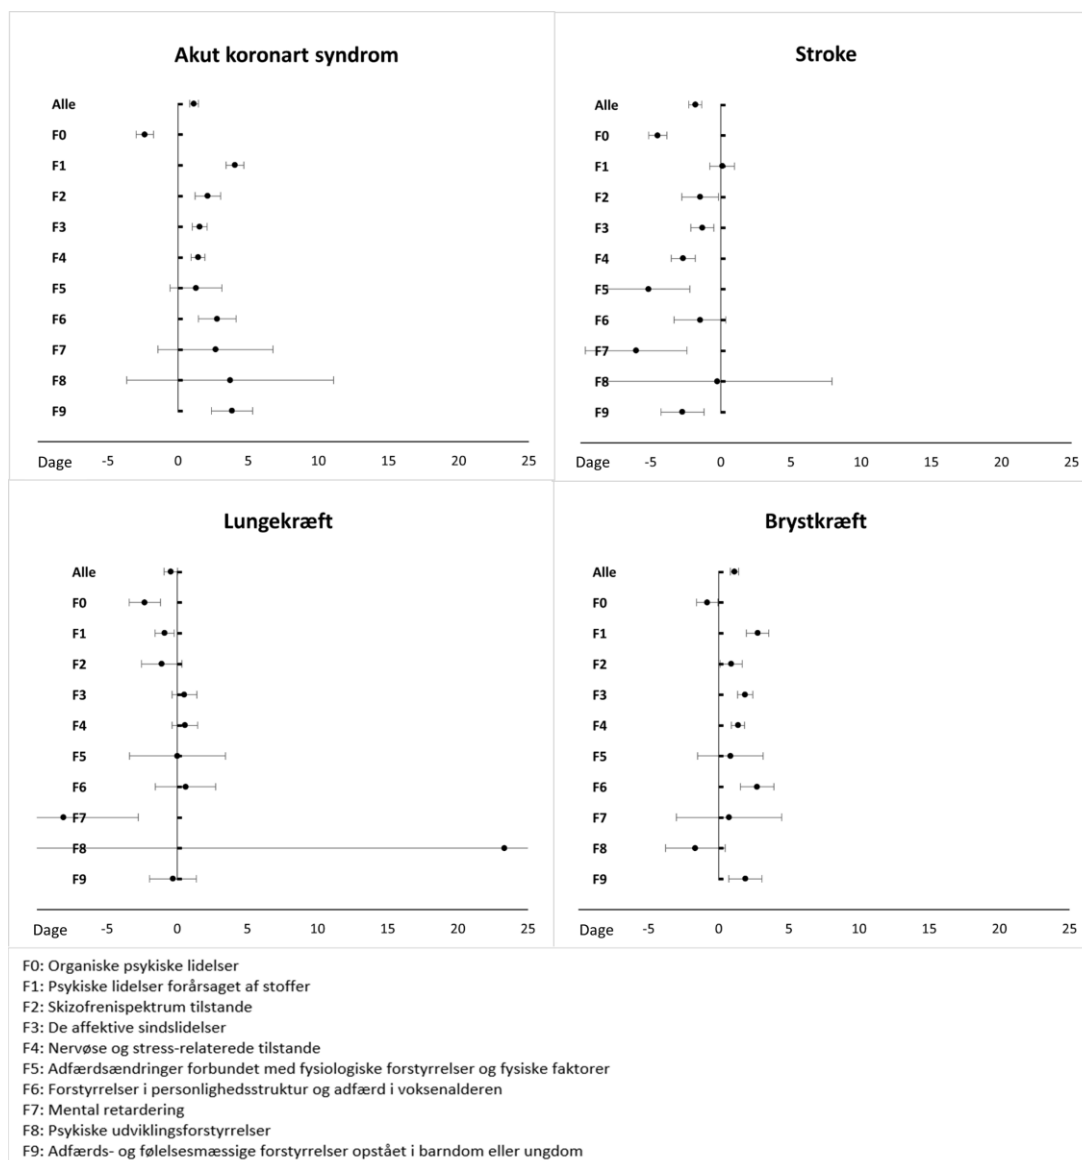 Akut koronart syndrom
Alle
F0
F1
F2
F3
F4
F5
F6
F7
F8
F9
Dage -5 0 5 10 15 20 25
Stroke
Alle
F0
F1
F2
F3
F4
F5
F6
F7
F8
F9
Dage -5 0 5 10 15 20 25
Lungekræft
Alle
F0
F1
F2
F3
F4
F5
F6
F7
F8
F9
Dage -5 0 5 10 15 20 25
Brystkræft
Alle
F0
F1
F2
F3
F4
F5
F6
F7
F8
F9
Dage -5 0 5 10 15 20 25
F0: Organiske psykiske lidelser
F1: Psykiske lidelser forårsaget af stoffer
F2: Skizofrenispektrum tilstande
F3: De affektive sindslidelser
F4: Nervøse og stress-relaterede tilstande
F5: Adfærdsændringer forbundet med fysiologiske forstyrrelser og fysiske faktorer
F6: Forstyrrelser i personlighedsstruktur og adfærd i voksenalderen
F7: Mental retardering
F8: Psykiske udviklingsforstyrrelser
F9: Adfærds- og følelsesmæssige forstyrrelser opstået i barndom eller ungdom